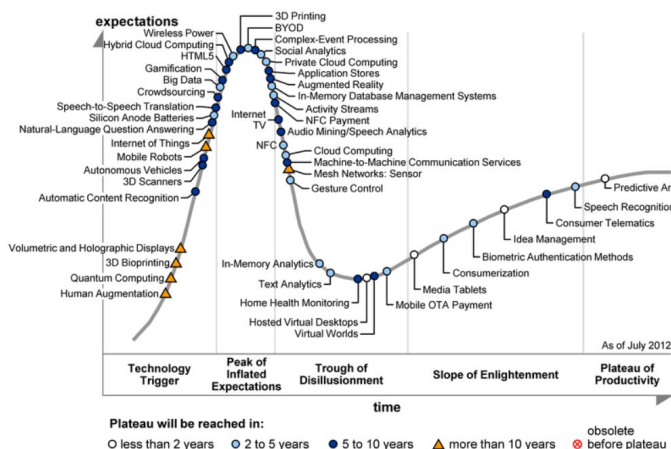 expectations
3D Printing
BYOD
Complex-Event Processing
Social Analytics
Private Cloud Computing
Application Stores
Augmented Reality
In-Memory Database Management Systems
Activity Streams
NFC Payment
Internet
TV
Audio Mining/Speech Analytics
NFC
Cloud Computing
Machine-to-Machine Communication Services
Mesh Networks: Sensor
Gesture Control
Wireless Power
Hybrid Cloud Computing
HTML5
Gamification
Big Data
Crowdsourcing
Speech-to-Speech Translation
Silicon Anode Batteries
Natural-Language Question Answering
Internet of Things
Mobile Robots
Autonomous Vehicles
3D Scanners
Automatic Content Recognition
Volumetric and Holographic Displays
3D Bioprinting
Quantum Computing
Human Augmentation
In-Memory Analytics
Text Analytics
Home Health Monitoring
Hosted Virtual Desktops
Virtual Worlds
Mobile OTA Payment
Media Tablets
Consumerization
Biometric Authentication Methods
Idea Management
Consumer Telematics
Speech Recognition
Predictive An
As of July 2012
Technology
Trigger
Peak of
Inflated
Expectations
Trough of
Disillusionment
Slope of Enlightenment
Plateau of
Productivity
time
Plateau will be reached in:
less than 2 years
2 to 5 years
5 to 10 years
more than 10 years
obsolete
before plateau